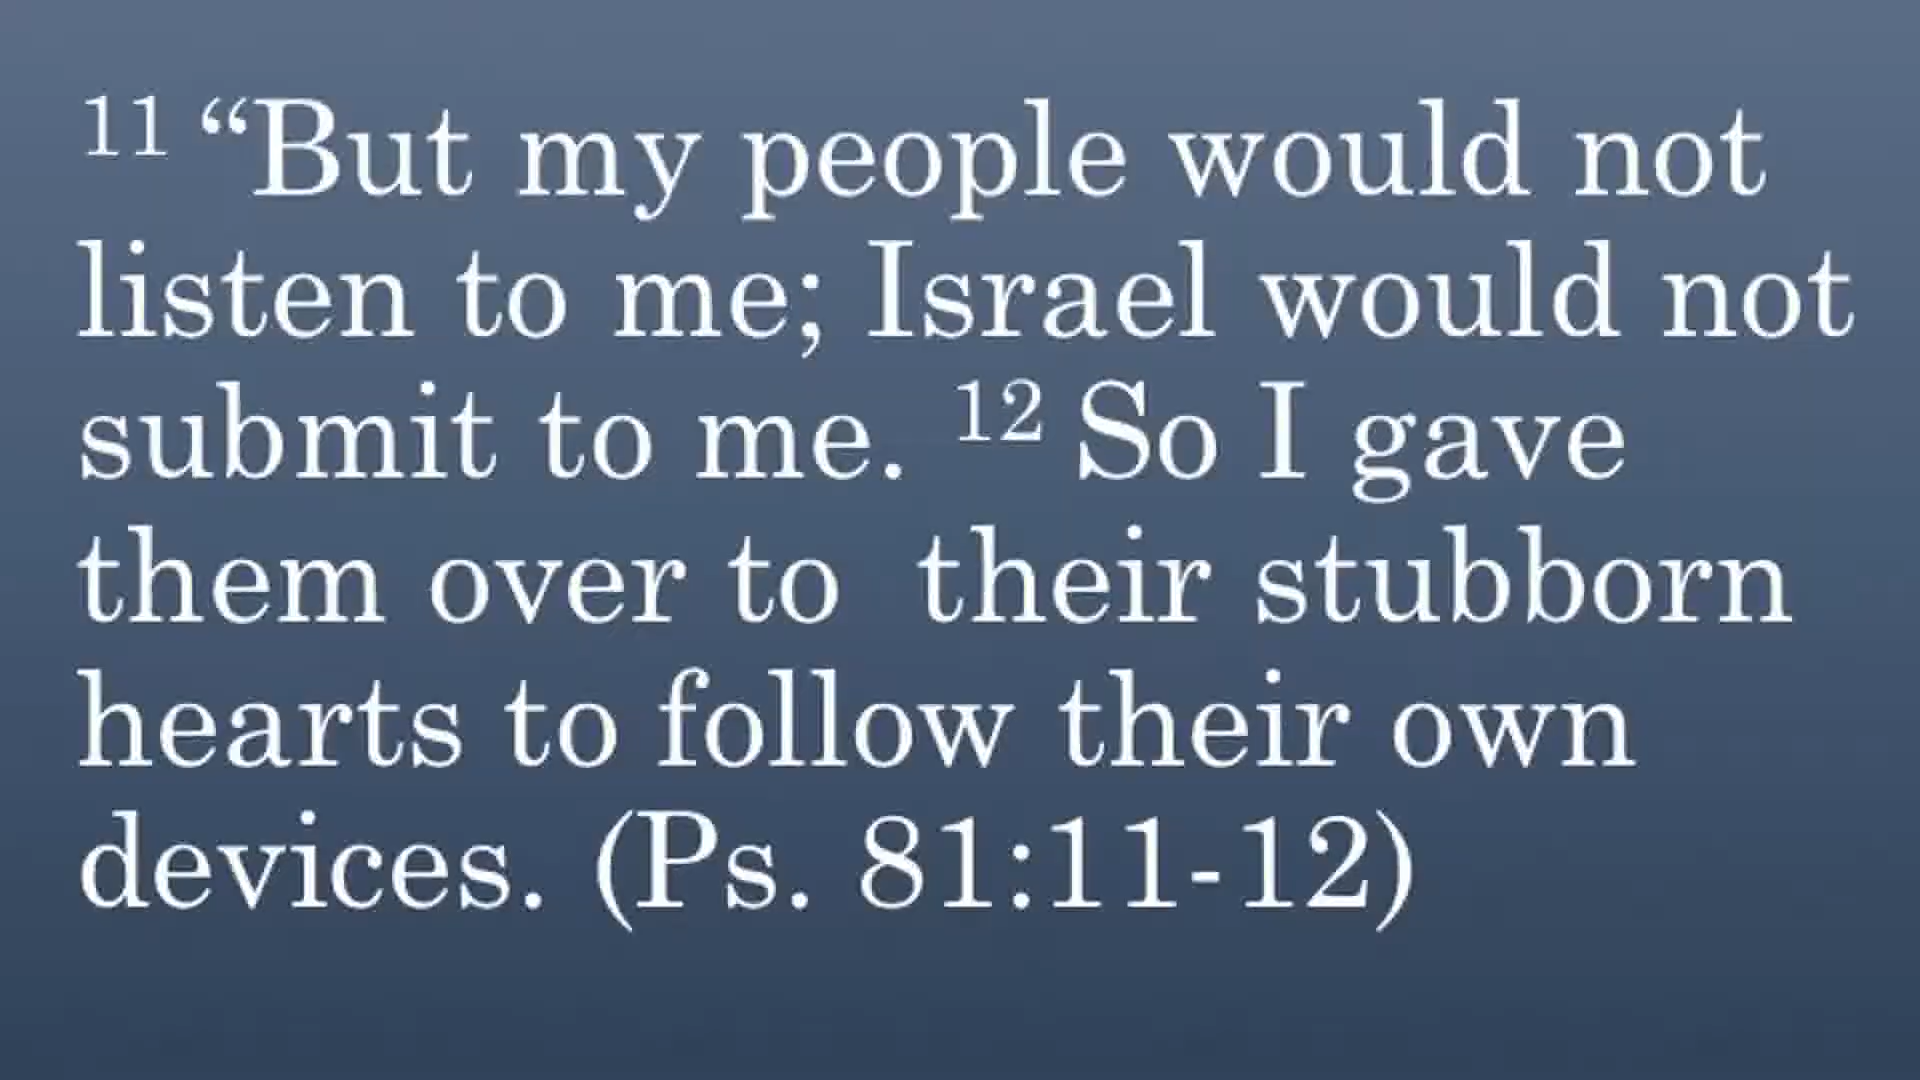 11 “But my people would not
listen to me; Israel would not
submit to me. 12 So I gave
them over to  their stubborn
hearts to follow their own
devices. (Ps. 81:11-12)